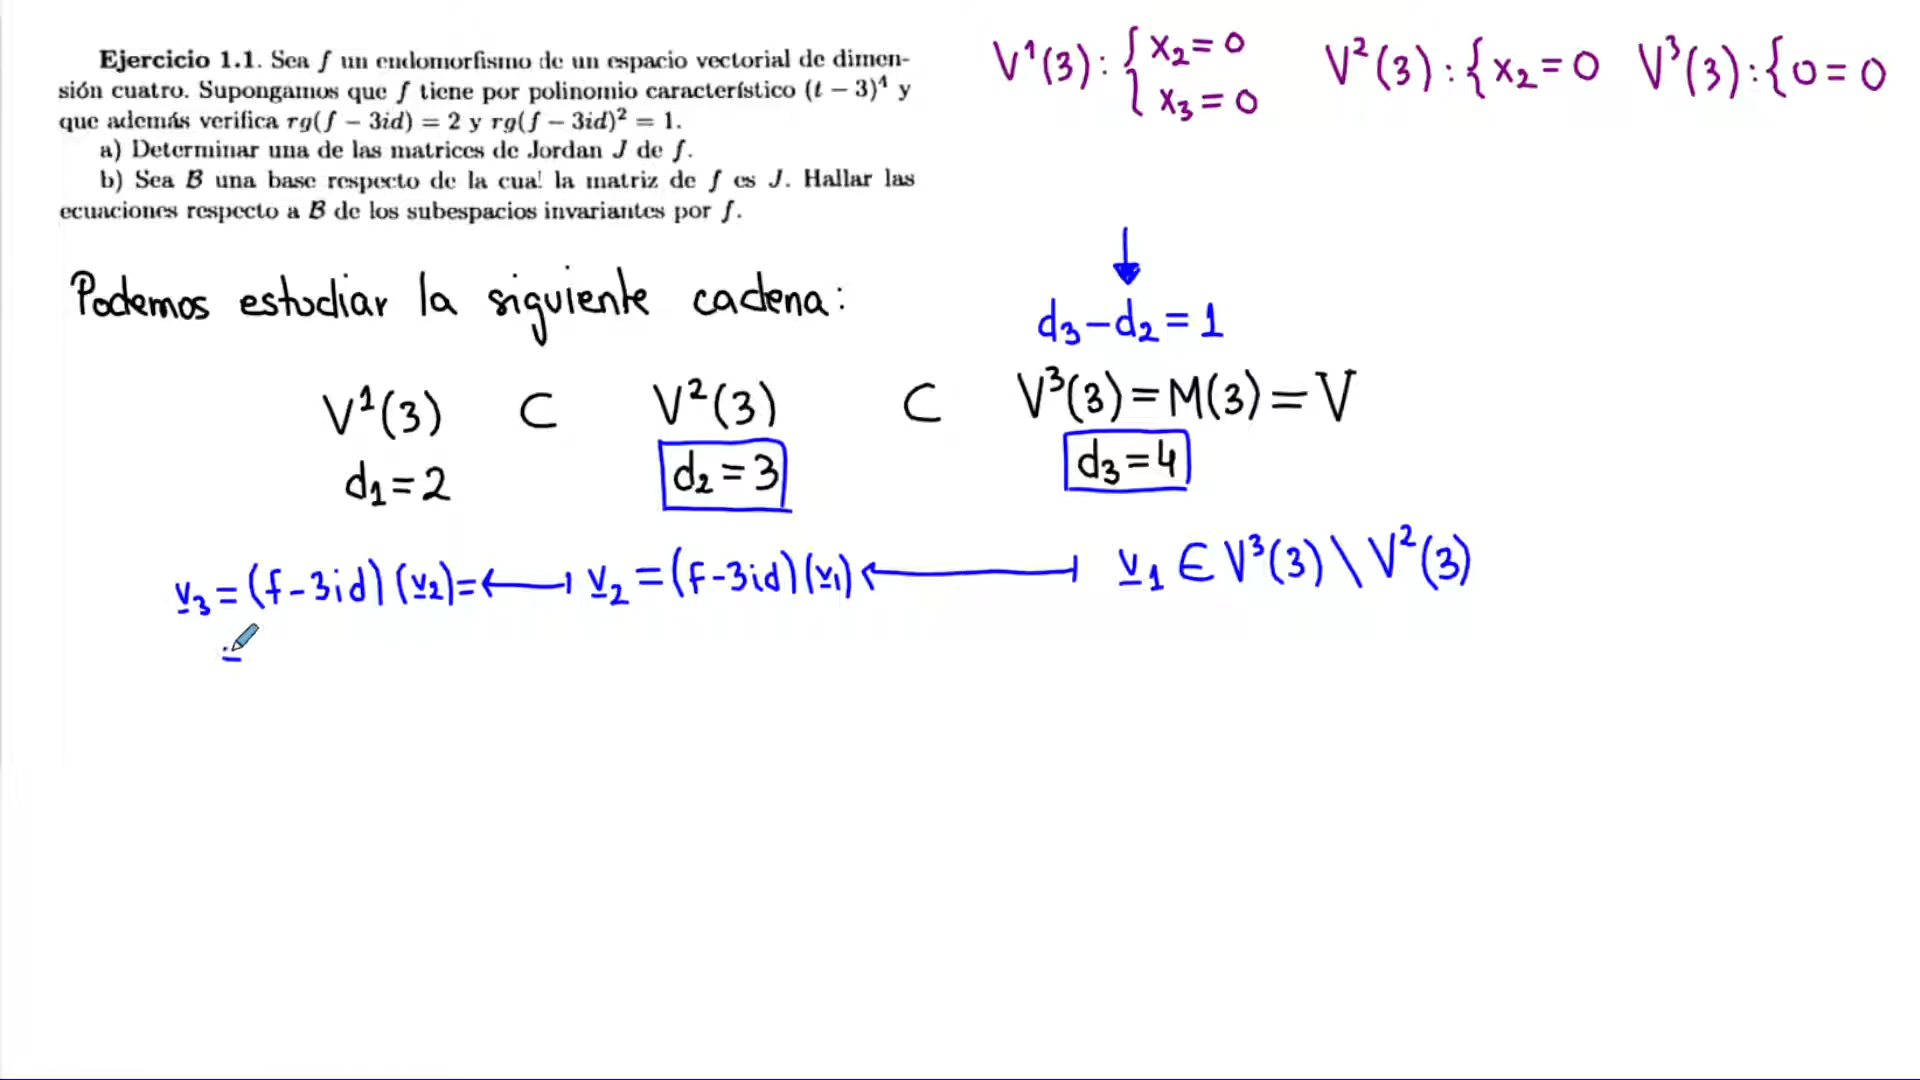 Ejercicio 1.1. Sea f un endomorfismo de un espacio vectorial de dimen-
sión cuatro. Supongamos que f tiene por polinomio característico (t − 3)⁴ y
que además verifica rg(f − 3id) = 2 y rg(f − 3id)² = 1.
a) Determinar una de las matrices de Jordan J de f.
b) Sea B una base respecto de la cual la matriz de f es J. Hallar las
ecuaciones respecto a B de los subespacios invariantes por f.
V¹(3): { x₂ = 0
x₃ = 0
V²(3): { x₂ = 0
V³(3): { 0 = 0
Podemos estudiar la siguiente cadena:
↓
d₃ − d₂ = 1
V¹(3) ⊂ V²(3) ⊂ V³(3) = M(3) = V
d₁ = 2 d₂ = 3 d₃ = 4
v₃ = (f − 3id)(v₂) = ⟵| v₂ = (f − 3id)(v₁) ⟵| v₁ ∈ V³(3) \ V²(3)